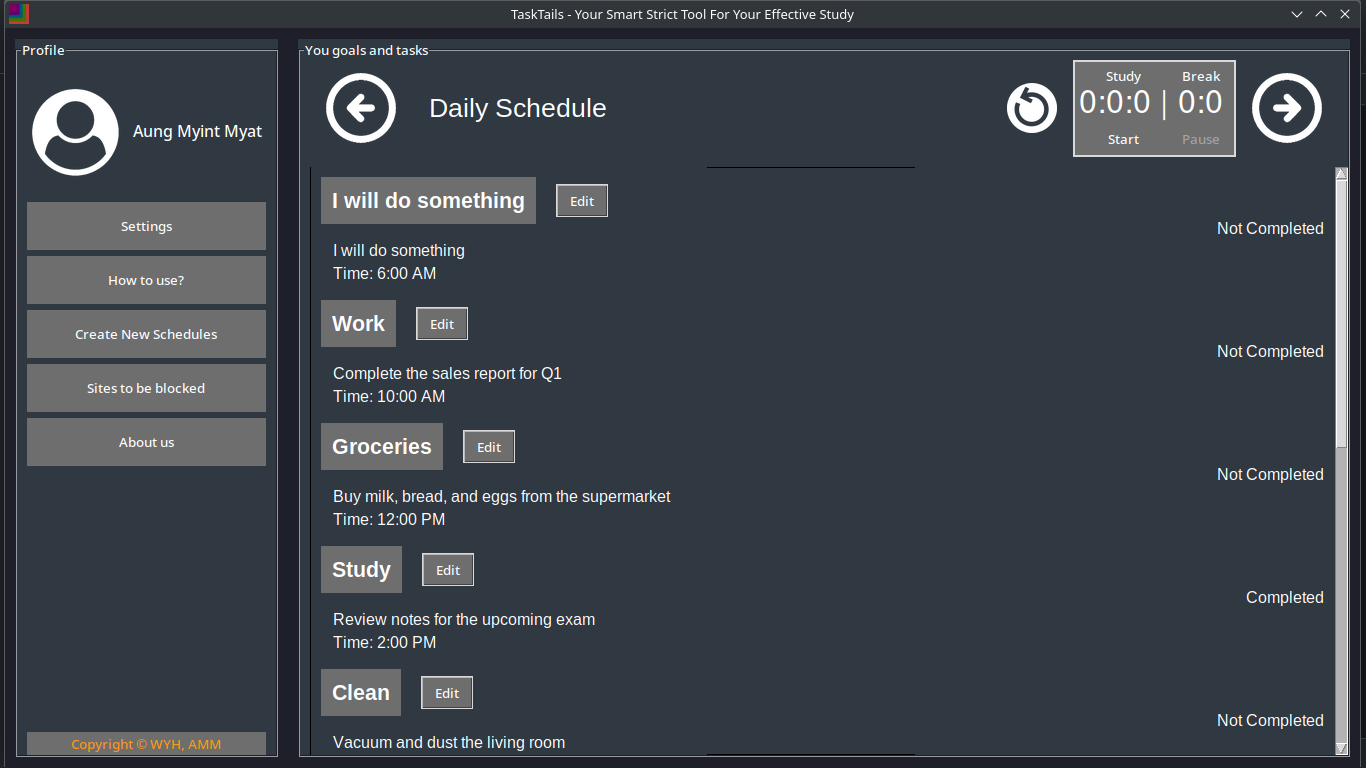 TaskTails - Your Smart Strict Tool For Your Effective Study
Profile
Aung Myint Myat
Settings
How to use?
Create New Schedules
Sites to be blocked
About us
Copyright © WYH, AMM
You goals and tasks
Daily Schedule
Study Break
0:0:0 | 0:0
Start Pause
I will do something Edit
Not Completed
I will do something
Time: 6:00 AM
Work Edit
Not Completed
Complete the sales report for Q1
Time: 10:00 AM
Groceries Edit
Not Completed
Buy milk, bread, and eggs from the supermarket
Time: 12:00 PM
Study Edit
Completed
Review notes for the upcoming exam
Time: 2:00 PM
Clean Edit
Not Completed
Vacuum and dust the living room